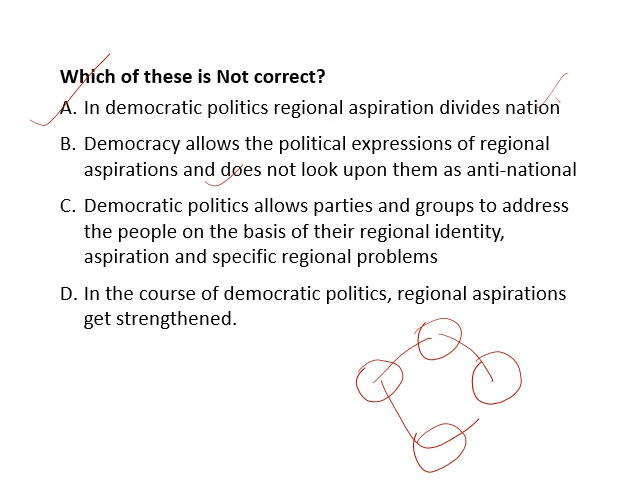 Which of these is Not correct?
A. In democratic politics regional aspiration divides nation
B. Democracy allows the political expressions of regional
aspirations and does not look upon them as anti-national
C. Democratic politics allows parties and groups to address
the people on the basis of their regional identity,
aspiration and specific regional problems
D. In the course of democratic politics, regional aspirations
get strengthened.